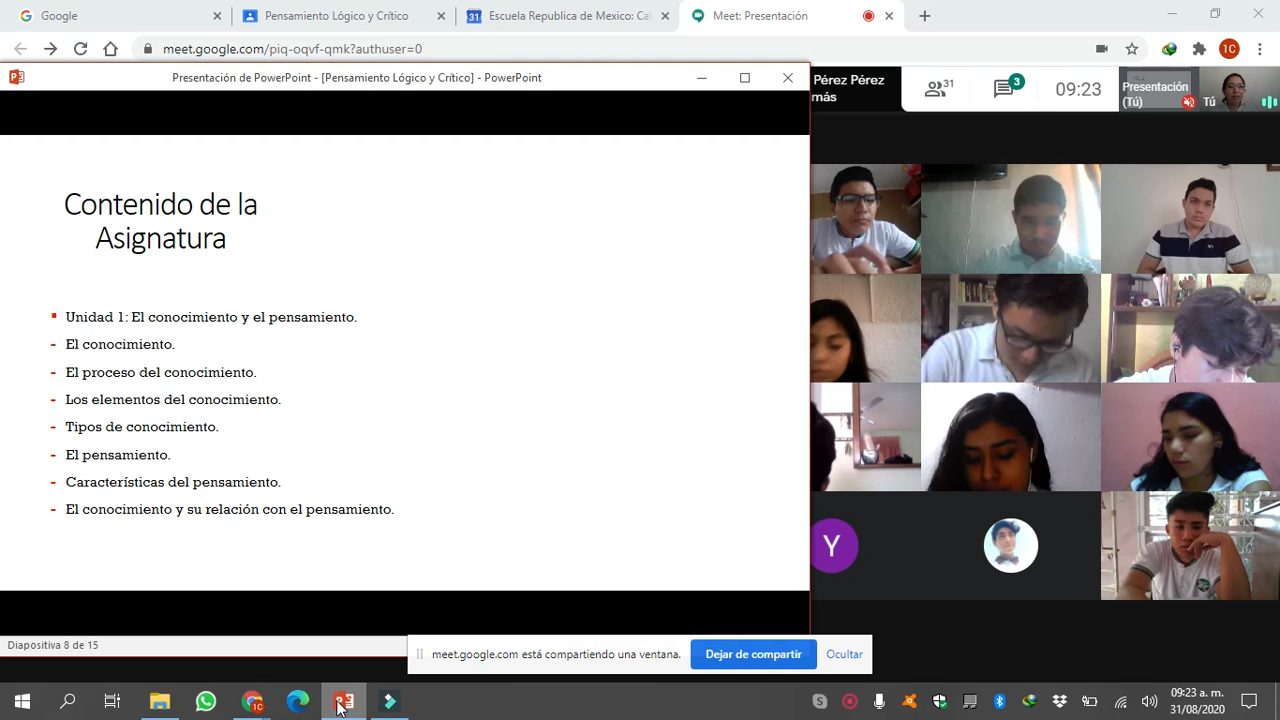 Google
Pensamiento Lógico y Crítico
Escuela Republica de Mexico: Cal
Meet: Presentación
meet.google.com/piq-oqvf-qmk?authuser=0
1C
Presentación de PowerPoint - [Pensamiento Lógico y Crítico] - PowerPoint
Pérez Pérez
más
31
3
09:23
Presentación
(Tú)
Tú
Contenido de la
Asignatura
Unidad 1: El conocimiento y el pensamiento.
- El conocimiento.
- El proceso del conocimiento.
- Los elementos del conocimiento.
- Tipos de conocimiento.
- El pensamiento.
- Características del pensamiento.
- El conocimiento y su relación con el pensamiento.
Y
Diapositiva 8 de 15
meet.google.com está compartiendo una ventana.
Dejar de compartir
Ocultar
09:23 a. m.
31/08/2020